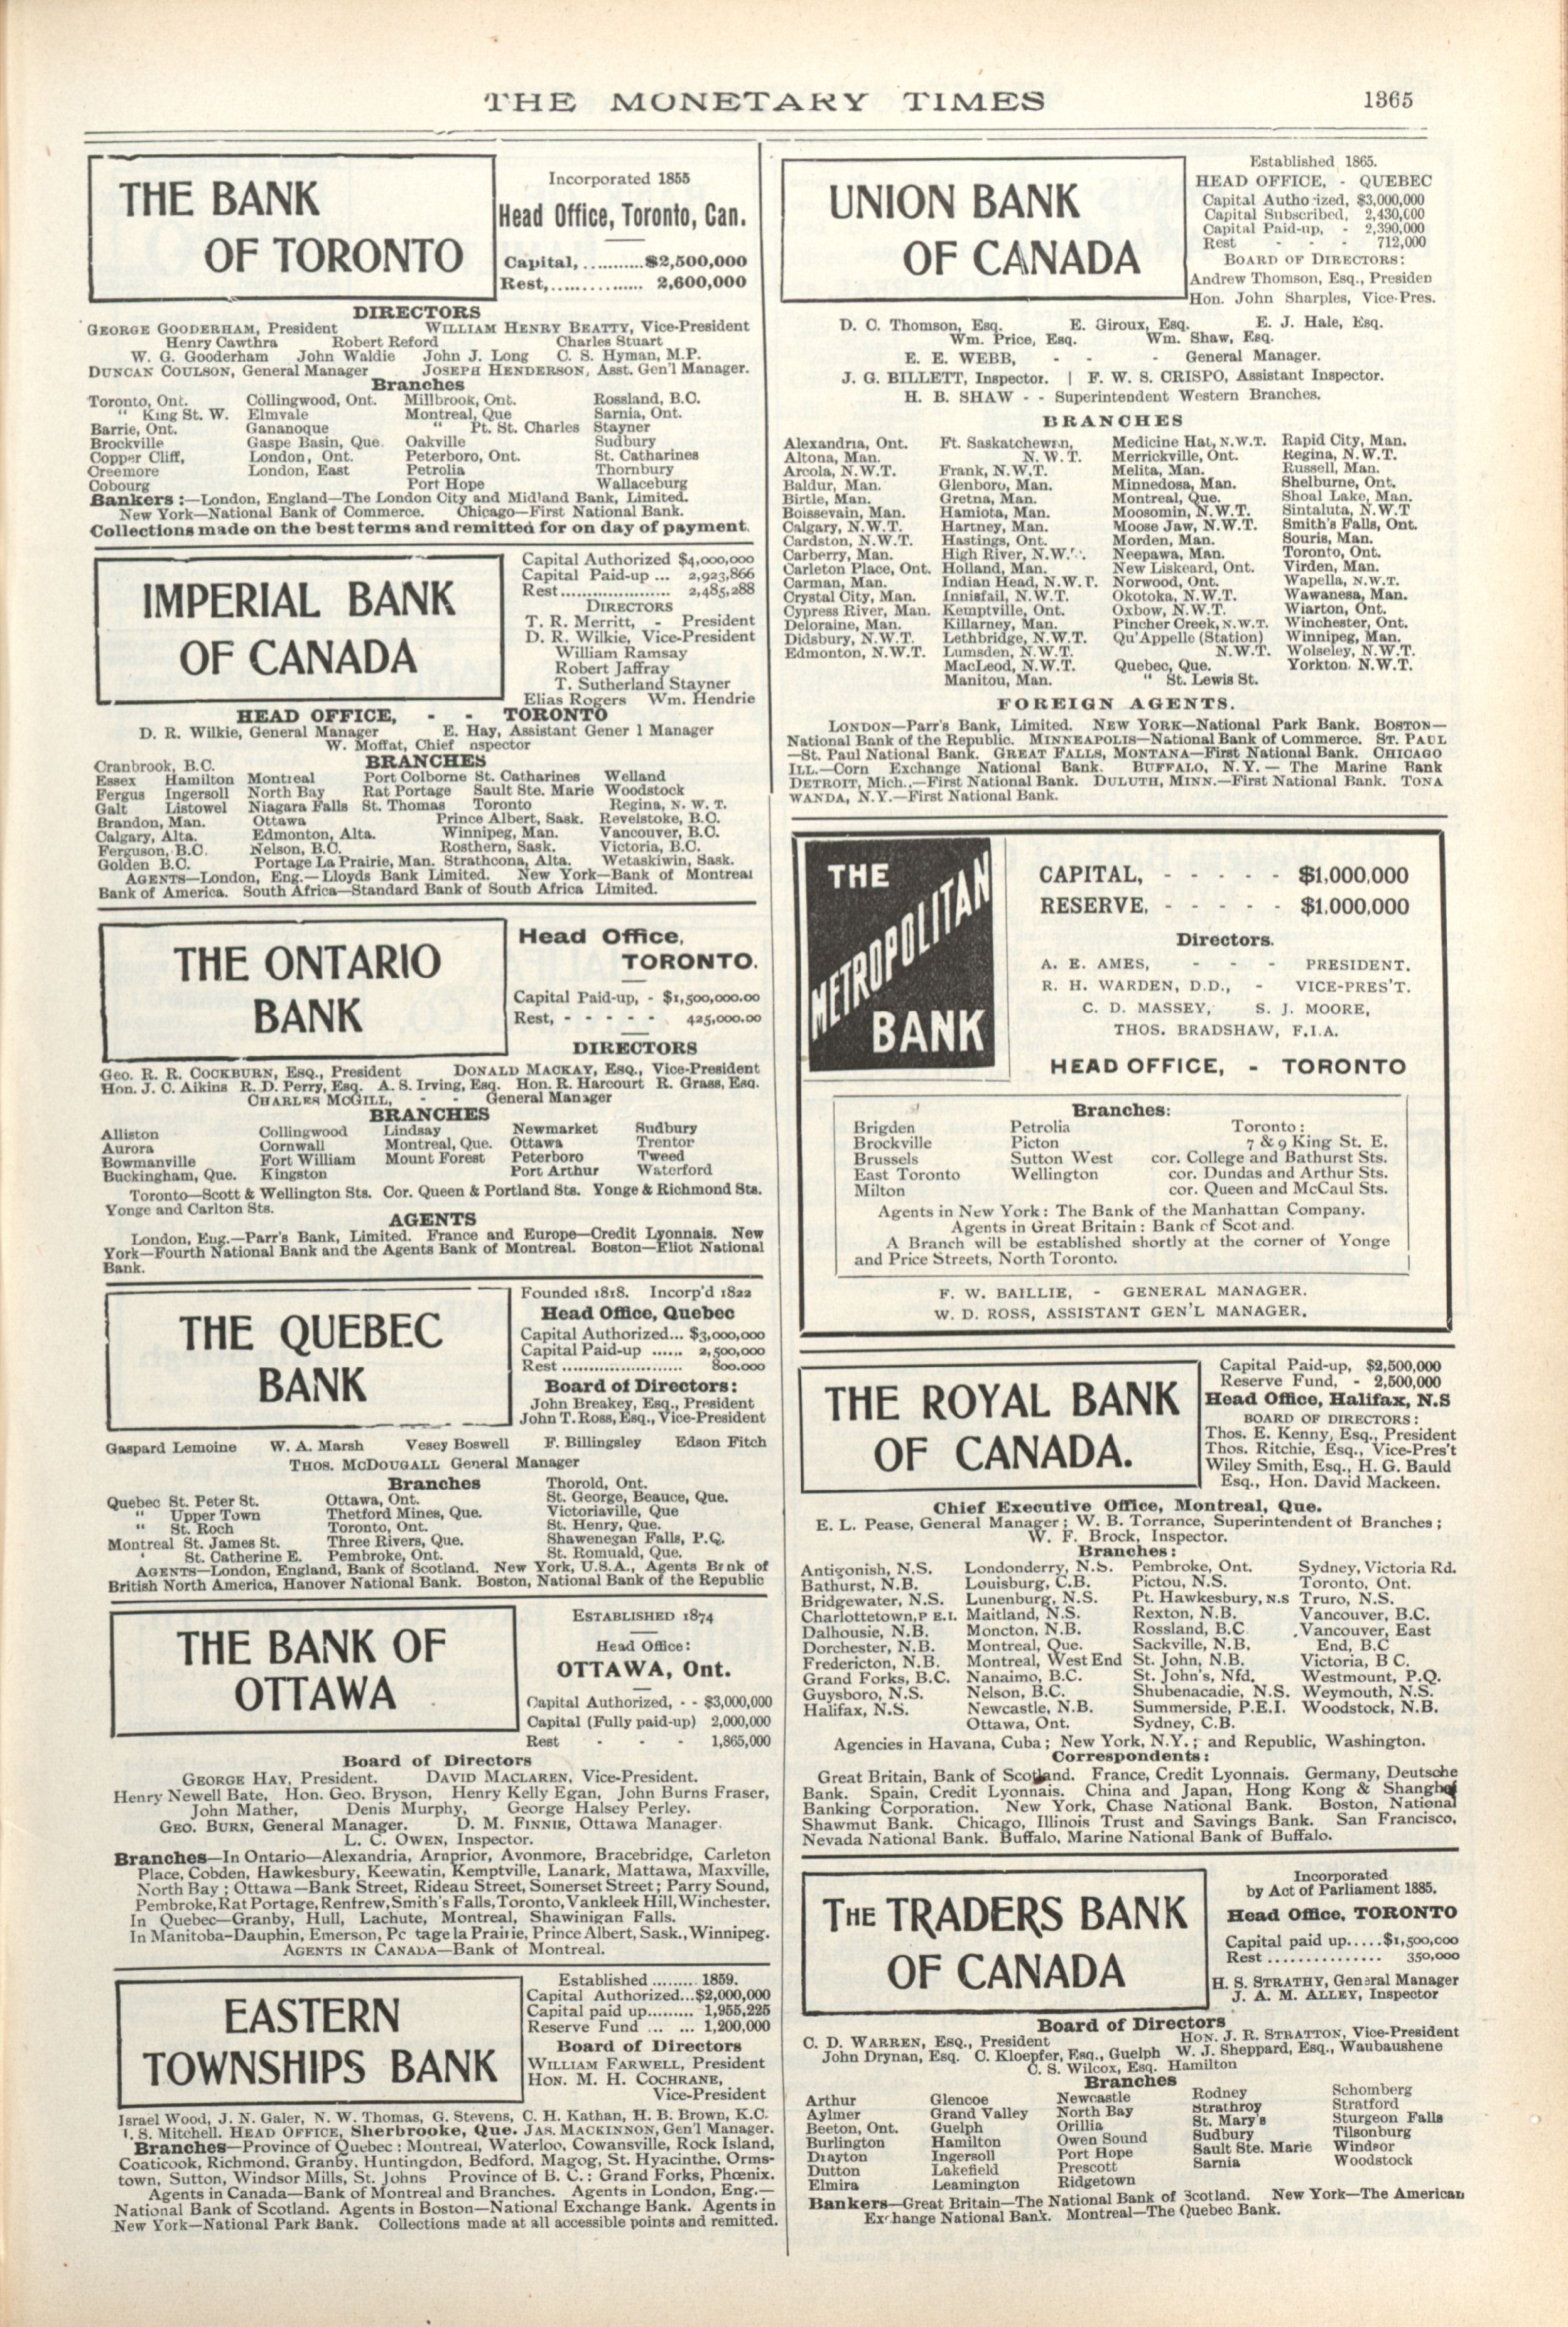 THE MONETARY TIMES 1365
THE BANK
OF TORONTO
Incorporated 1855
Head Office, Toronto, Can.
Capital,..........$2,500,000
Rest,............... 2,600,000
DIRECTORS
GEORGE GOODERHAM, President WILLIAM HENRY BEATTY, Vice-President
Henry Cawthra Robert Reford Charles Stuart
W. G. Gooderham John Waldie John J. Long C. S. Hyman, M.P.
DUNCAN COULSON, General Manager JOSEPH HENDERSON, Asst. Gen'l Manager.
Branches
Toronto, Ont. Collingwood, Ont. Millbrook, Ont. Rossland, B.C.
" King St. W. Elmvale Montreal, Que Sarnia, Ont.
Barrie, Ont. Gananoque " Pt. St. Charles Stayner
Brockville Gaspe Basin, Que. Oakville Sudbury
Copper Cliff, London, Ont. Peterboro, Ont. St. Catharines
Creemore London, East Petrolia Thornbury
Cobourg Port Hope Wallaceburg
Bankers :—London, England—The London City and Midland Bank, Limited.
New York—National Bank of Commerce. Chicago—First National Bank.
Collections made on the best terms and remitted for on day of payment.
IMPERIAL BANK
OF CANADA
Capital Authorized $4,000,000
Capital Paid-up ... 2,923,866
Rest...................... 2,485,288
DIRECTORS
T. R. Merritt, - President
D. R. Wilkie, Vice-President
William Ramsay
Robert Jaffray
T. Sutherland Stayner
Elias Rogers Wm. Hendrie
HEAD OFFICE, - - TORONTO
D. R. Wilkie, General Manager E. Hay, Assistant Gener l Manager
W. Moffat, Chief nspector
BRANCHES
Cranbrook, B.C.
Essex Hamilton Montreal Port Colborne St. Catharines Welland
Fergus Ingersoll North Bay Rat Portage Sault Ste. Marie Woodstock
Galt Listowel Niagara Falls St. Thomas Toronto Regina, N. W. T.
Brandon, Man. Ottawa Prince Albert, Sask. Revelstoke, B.C.
Calgary, Alta. Edmonton, Alta. Winnipeg, Man. Vancouver, B.C.
Ferguson, B.C. Nelson, B.C. Rosthern, Sask. Victoria, B.C.
Golden B.C. Portage La Prairie, Man. Strathcona, Alta. Wetaskiwin, Sask.
AGENTS—London, Eng.—Lloyds Bank Limited. New York—Bank of Montreal
Bank of America. South Africa—Standard Bank of South Africa Limited.
THE ONTARIO
BANK
Head Office,
TORONTO.
Capital Paid-up, - $1,500,000.00
Rest, - - - - - 425,000.00
DIRECTORS
Geo. R. R. COCKBURN, ESQ., President DONALD MACKAY, ESQ., Vice-President
Hon. J. C. Aikins R. D. Perry, Esq. A. S. Irving, Esq. Hon. R. Harcourt R. Grass, Esq.
CHARLES MCGILL, - - General Manager
BRANCHES
Alliston Collingwood Lindsay Newmarket Sudbury
Aurora Cornwall Montreal, Que. Ottawa Trentor
Bowmanville Fort William Mount Forest Peterboro Tweed
Buckingham, Que. Kingston Port Arthur Waterford
Toronto—Scott & Wellington Sts. Cor. Queen & Portland Sts. Yonge & Richmond Sts.
Yonge and Carlton Sts.
AGENTS
London, Eng.—Parr's Bank, Limited. France and Europe—Credit Lyonnais. New
York—Fourth National Bank and the Agents Bank of Montreal. Boston—Eliot National
Bank.
THE QUEBEC
BANK
Founded 1818. Incorp'd 1822
Head Office, Quebec
Capital Authorized... $3,000,000
Capital Paid-up ...... 2,500,000
Rest ........................ 800.000
Board of Directors:
John Breakey, Esq., President
John T. Ross, Esq., Vice-President
Gaspard Lemoine W. A. Marsh Vesey Boswell F. Billingsley Edson Fitch
THOS. MCDOUGALL General Manager
Branches Thorold, Ont.
Quebec St. Peter St. Ottawa, Ont. St. George, Beauce, Que.
" Upper Town Thetford Mines, Que. Victoriaville, Que
" St. Roch Toronto, Ont. St. Henry, Que.
Montreal St. James St. Three Rivers, Que. Shawenegan Falls, P.Q.
' St. Catherine E. Pembroke, Ont. St. Romuald, Que.
AGENTS—London, England, Bank of Scotland. New York, U.S.A., Agents Bank of
British North America, Hanover National Bank. Boston, National Bank of the Republic
THE BANK OF
OTTAWA
ESTABLISHED 1874
Head Office:
OTTAWA, Ont.
Capital Authorized, - - $3,000,000
Capital (Fully paid-up) 2,000,000
Rest - - - 1,865,000
Board of Directors
GEORGE HAY, President. DAVID MACLAREN, Vice-President.
Henry Newell Bate, Hon. Geo. Bryson, Henry Kelly Egan, John Burns Fraser,
John Mather, Denis Murphy, George Halsey Perley.
GEO. BURN, General Manager. D. M. FINNIE, Ottawa Manager.
L. C. OWEN, Inspector.
Branches—In Ontario—Alexandria, Arnprior, Avonmore, Bracebridge, Carleton
Place, Cobden, Hawkesbury, Keewatin, Kemptville, Lanark, Mattawa, Maxville,
North Bay ; Ottawa—Bank Street, Rideau Street, Somerset Street ; Parry Sound,
Pembroke, Rat Portage, Renfrew, Smith's Falls, Toronto, Vankleek Hill, Winchester.
In Quebec—Granby, Hull, Lachute, Montreal, Shawinigan Falls.
In Manitoba-Dauphin, Emerson, Po tage la Prairie, Prince Albert, Sask., Winnipeg.
AGENTS IN CANADA—Bank of Montreal.
EASTERN
TOWNSHIPS BANK
Established ......... 1859.
Capital Authorized...$2,000,000
Capital paid up......... 1,955,225
Reserve Fund ... ... 1,200,000
Board of Directors
WILLIAM FARWELL, President
HON. M. H. COCHRANE,
Vice-President
Israel Wood, J. N. Galer, N. W. Thomas, G. Stevens, C. H. Kathan, H. B. Brown, K.C.
S. Mitchell. HEAD OFFICE, Sherbrooke, Que. JAS. MACKINNON, Gen'l Manager.
Branches—Province of Quebec : Montreal, Waterloo, Cowansville, Rock Island,
Coaticook, Richmond, Granby, Huntingdon, Bedford, Magog, St. Hyacinthe, Orms-
town, Sutton, Windsor Mills, St. Johns Province of B. C. : Grand Forks, Phœnix.
Agents in Canada—Bank of Montreal and Branches. Agents in London, Eng.—
National Bank of Scotland. Agents in Boston—National Exchange Bank. Agents in
New York—National Park Bank. Collections made at all accessible points and remitted.
UNION BANK
OF CANADA
Established 1865.
HEAD OFFICE, - QUEBEC
Capital Autho ized, $3,000,000
Capital Subscribed, 2,430,000
Capital Paid-up, - 2,390,000
Rest - - - 712,000
BOARD OF DIRECTORS:
Andrew Thomson, Esq., Presiden
Hon. John Sharples, Vice-Pres.
D. C. Thomson, Esq. E. Giroux, Esq. E. J. Hale, Esq.
Wm. Price, Esq. Wm. Shaw, Esq.
E. E. WEBB, - - - General Manager.
J. G. BILLETT, Inspector. | F. W. S. CRISPO, Assistant Inspector.
H. B. SHAW - - Superintendent Western Branches.
BRANCHES
Alexandria, Ont. Ft. Saskatchewan, Medicine Hat, N.W.T. Rapid City, Man.
Altona, Man. N. W. T. Merrickville, Ont. Regina, N.W.T.
Arcola, N.W.T. Frank, N.W.T. Melita, Man. Russell, Man.
Baldur, Man. Glenboro, Man. Minnedosa, Man. Shelburne, Ont.
Birtle, Man. Gretna, Man. Montreal, Que. Shoal Lake, Man.
Boissevain, Man. Hamiota, Man. Moosomin, N.W.T. Sintaluta, N.W.T
Calgary, N.W.T. Hartney, Man. Moose Jaw, N.W.T. Smith's Falls, Ont.
Cardston, N.W.T. Hastings, Ont. Morden, Man. Souris, Man.
Carberry, Man. High River, N.W.T. Neepawa, Man. Toronto, Ont.
Carleton Place, Ont. Holland, Man. New Liskeard, Ont. Virden, Man.
Carman, Man. Indian Head, N.W.T. Norwood, Ont. Wapella, N.W.T.
Crystal City, Man. Innisfail, N.W.T. Okotoka, N.W.T. Wawanesa, Man.
Cypress River, Man. Kemptville, Ont. Oxbow, N.W.T. Wiarton, Ont.
Deloraine, Man. Killarney, Man. Pincher Creek, N.W.T. Winchester, Ont.
Didsbury, N.W.T. Lethbridge, N.W.T. Qu'Appelle (Station) Winnipeg, Man.
Edmonton, N.W.T. Lumsden, N.W.T. N.W.T. Wolseley, N.W.T.
MacLeod, N.W.T. Quebec, Que. Yorkton, N.W.T.
Manitou, Man. " St. Lewis St.
FOREIGN AGENTS.
LONDON—Parr's Bank, Limited. NEW YORK—National Park Bank. BOSTON—
National Bank of the Republic. MINNEAPOLIS—National Bank of Commerce. ST. PAUL
—St. Paul National Bank. GREAT FALLS, MONTANA—First National Bank. CHICAGO
ILL.—Corn Exchange National Bank. BUFFALO, N.Y. — The Marine Bank
DETROIT, Mich.,—First National Bank. DULUTH, MINN.—First National Bank. TONA
WANDA, N.Y.—First National Bank.
THE
METROPOLITAN
BANK
CAPITAL, - - - - - $1,000,000
RESERVE, - - - - - $1,000,000
Directors.
A. E. AMES, - - - PRESIDENT.
R. H. WARDEN, D.D., - VICE-PRES'T.
C. D. MASSEY, S. J. MOORE,
THOS. BRADSHAW, F.I.A.
HEAD OFFICE, - TORONTO
Branches:
Brigden Petrolia Toronto :
Brockville Picton 7 & 9 King St. E.
Brussels Sutton West cor. College and Bathurst Sts.
East Toronto Wellington cor. Dundas and Arthur Sts.
Milton cor. Queen and McCaul Sts.
Agents in New York : The Bank of the Manhattan Company.
Agents in Great Britain : Bank of Scot and.
A Branch will be established shortly at the corner of Yonge
and Price Streets, North Toronto.
F. W. BAILLIE, - GENERAL MANAGER.
W. D. ROSS, ASSISTANT GEN'L MANAGER.
THE ROYAL BANK
OF CANADA.
Capital Paid-up, $2,500,000
Reserve Fund, - 2,500,000
Head Office, Halifax, N.S
BOARD OF DIRECTORS :
Thos. E. Kenny, Esq., President
Thos. Ritchie, Esq., Vice-Pres't
Wiley Smith, Esq., H. G. Bauld
Esq., Hon. David Mackeen.
Chief Executive Office, Montreal, Que.
E. L. Pease, General Manager ; W. B. Torrance, Superintendent of Branches ;
W. F. Brock, Inspector.
Branches :
Antigonish, N.S. Londonderry, N.S. Pembroke, Ont. Sydney, Victoria Rd.
Bathurst, N.B. Louisburg, C.B. Pictou, N.S. Toronto, Ont.
Bridgewater, N.S. Lunenburg, N.S. Pt. Hawkesbury, N.S Truro, N.S.
Charlottetown, P E.I. Maitland, N.S. Rexton, N.B. Vancouver, B.C.
Dalhousie, N.B. Moncton, N.B. Rossland, B.C Vancouver, East
Dorchester, N.B. Montreal, Que. Sackville, N.B. End, B.C
Fredericton, N.B. Montreal, West End St. John, N.B. Victoria, B C.
Grand Forks, B.C. Nanaimo, B.C. St. John's, Nfd. Westmount, P.Q.
Guysboro, N.S. Nelson, B.C. Shubenacadie, N.S. Weymouth, N.S.
Halifax, N.S. Newcastle, N.B. Summerside, P.E.I. Woodstock, N.B.
Ottawa, Ont. Sydney, C.B.
Agencies in Havana, Cuba ; New York, N.Y. ; and Republic, Washington.
Correspondents :
Great Britain, Bank of Scotland. France, Credit Lyonnais. Germany, Deutsche
Bank. Spain, Credit Lyonnais. China and Japan, Hong Kong & Shanghai
Banking Corporation. New York, Chase National Bank. Boston, National
Shawmut Bank. Chicago, Illinois Trust and Savings Bank. San Francisco,
Nevada National Bank. Buffalo, Marine National Bank of Buffalo.
THE TRADERS BANK
OF CANADA
Incorporated
by Act of Parliament 1885.
Head Office, TORONTO
Capital paid up.....$1,500,000
Rest ............... 350,000
H. S. STRATHY, General Manager
J. A. M. ALLEY, Inspector
Board of Directors
C. D. WARREN, ESQ., President HON. J. R. STRATTON, Vice-President
John Drynan, Esq. C. Kloepfer, Esq., Guelph W. J. Sheppard, Esq., Waubaushene
C. S. Wilcox, Esq. Hamilton
Branches
Arthur Glencoe Newcastle Rodney Schomberg
Aylmer Grand Valley North Bay Strathroy Stratford
Beeton, Ont. Guelph Orillia St. Mary's Sturgeon Falls
Burlington Hamilton Owen Sound Sudbury Tilsonburg
Drayton Ingersoll Port Hope Sault Ste. Marie Windsor
Dutton Lakefield Prescott Sarnia Woodstock
Elmira Leamington Ridgetown
Bankers—Great Britain—The National Bank of Scotland. New York—The American
Exchange National Bank. Montreal—The Quebec Bank.